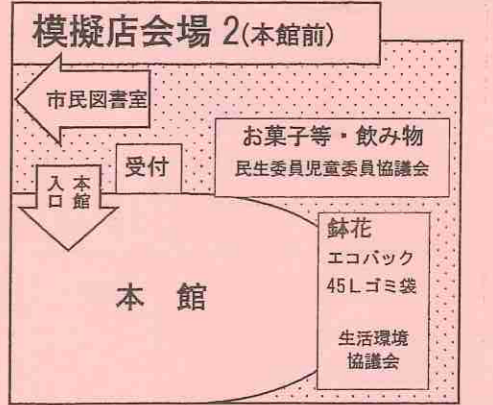 模擬店会場 2(本館前)
市民図書室
お菓子等・飲み物
民生委員児童委員協議会
受付
本館
入口
鉢花
エコバック
45Lゴミ袋
生活環境
協議会
本 館